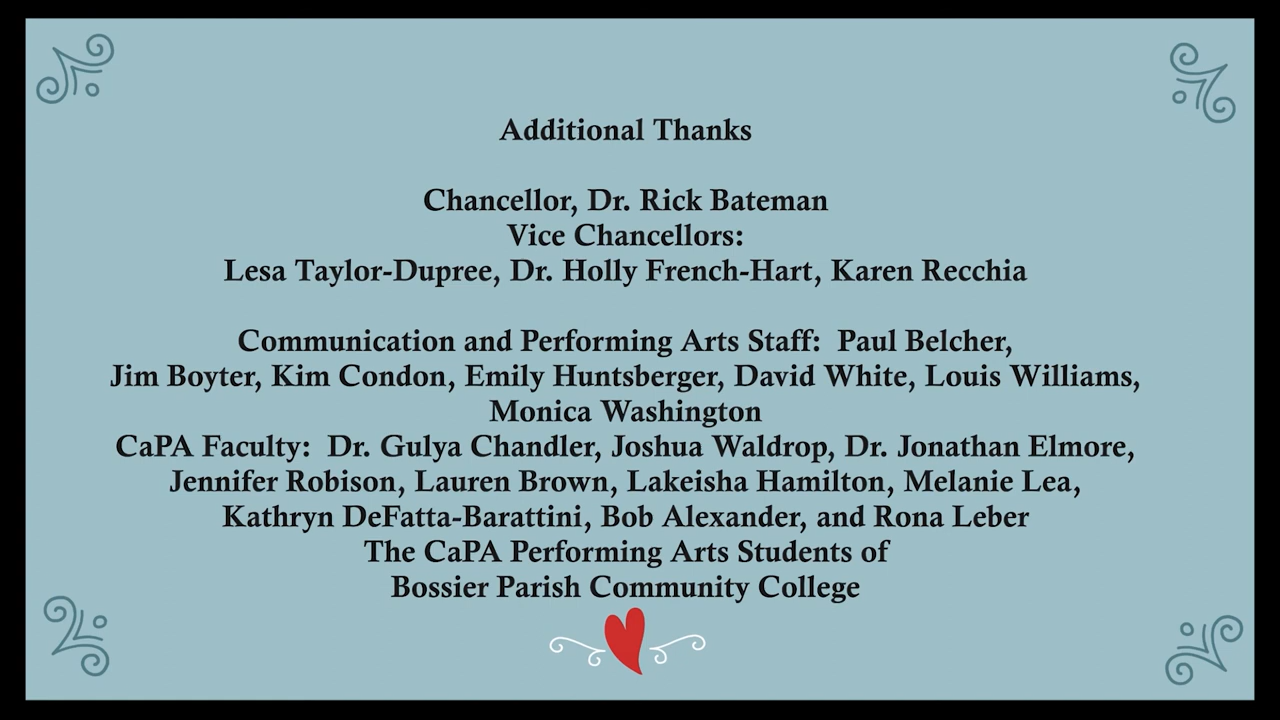 Additional Thanks
Chancellor, Dr. Rick Bateman
Vice Chancellors:
Lesa Taylor-Dupree, Dr. Holly French-Hart, Karen Recchia
Communication and Performing Arts Staff:  Paul Belcher,
Jim Boyter, Kim Condon, Emily Huntsberger, David White, Louis Williams,
Monica Washington
CaPA Faculty:  Dr. Gulya Chandler, Joshua Waldrop, Dr. Jonathan Elmore,
Jennifer Robison, Lauren Brown, Lakeisha Hamilton, Melanie Lea,
Kathryn DeFatta-Barattini, Bob Alexander, and Rona Leber
The CaPA Performing Arts Students of
Bossier Parish Community College